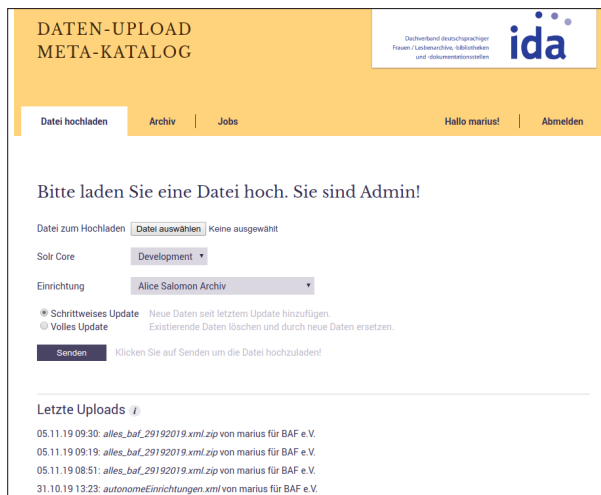 DATEN-UPLOAD
META-KATALOG
Dachverband deutschsprachiger
Frauen / Lesbenarchive, -bibliotheken
und -dokumentationsstellen
ida
Datei hochladen Archiv Jobs Hallo marius! Abmelden
Bitte laden Sie eine Datei hoch. Sie sind Admin!
Datei zum Hochladen Datei auswählen Keine ausgewählt
Solr Core Development
Einrichtung Alice Salomon Archiv
Schrittweises Update Neue Daten seit letztem Update hinzufügen.
Volles Update Existierende Daten löschen und durch neue Daten ersetzen.
Senden Klicken Sie auf Senden um die Datei hochzuladen!
Letzte Uploads i
05.11.19 09:30: alles_baf_29192019.xml.zip von marius für BAF e.V.
05.11.19 09:19: alles_baf_29192019.xml.zip von marius für BAF e.V.
05.11.19 08:51: alles_baf_29192019.xml.zip von marius für BAF e.V.
31.10.19 13:23: autonomeEinrichtungen.xml von marius für BAF e.V.